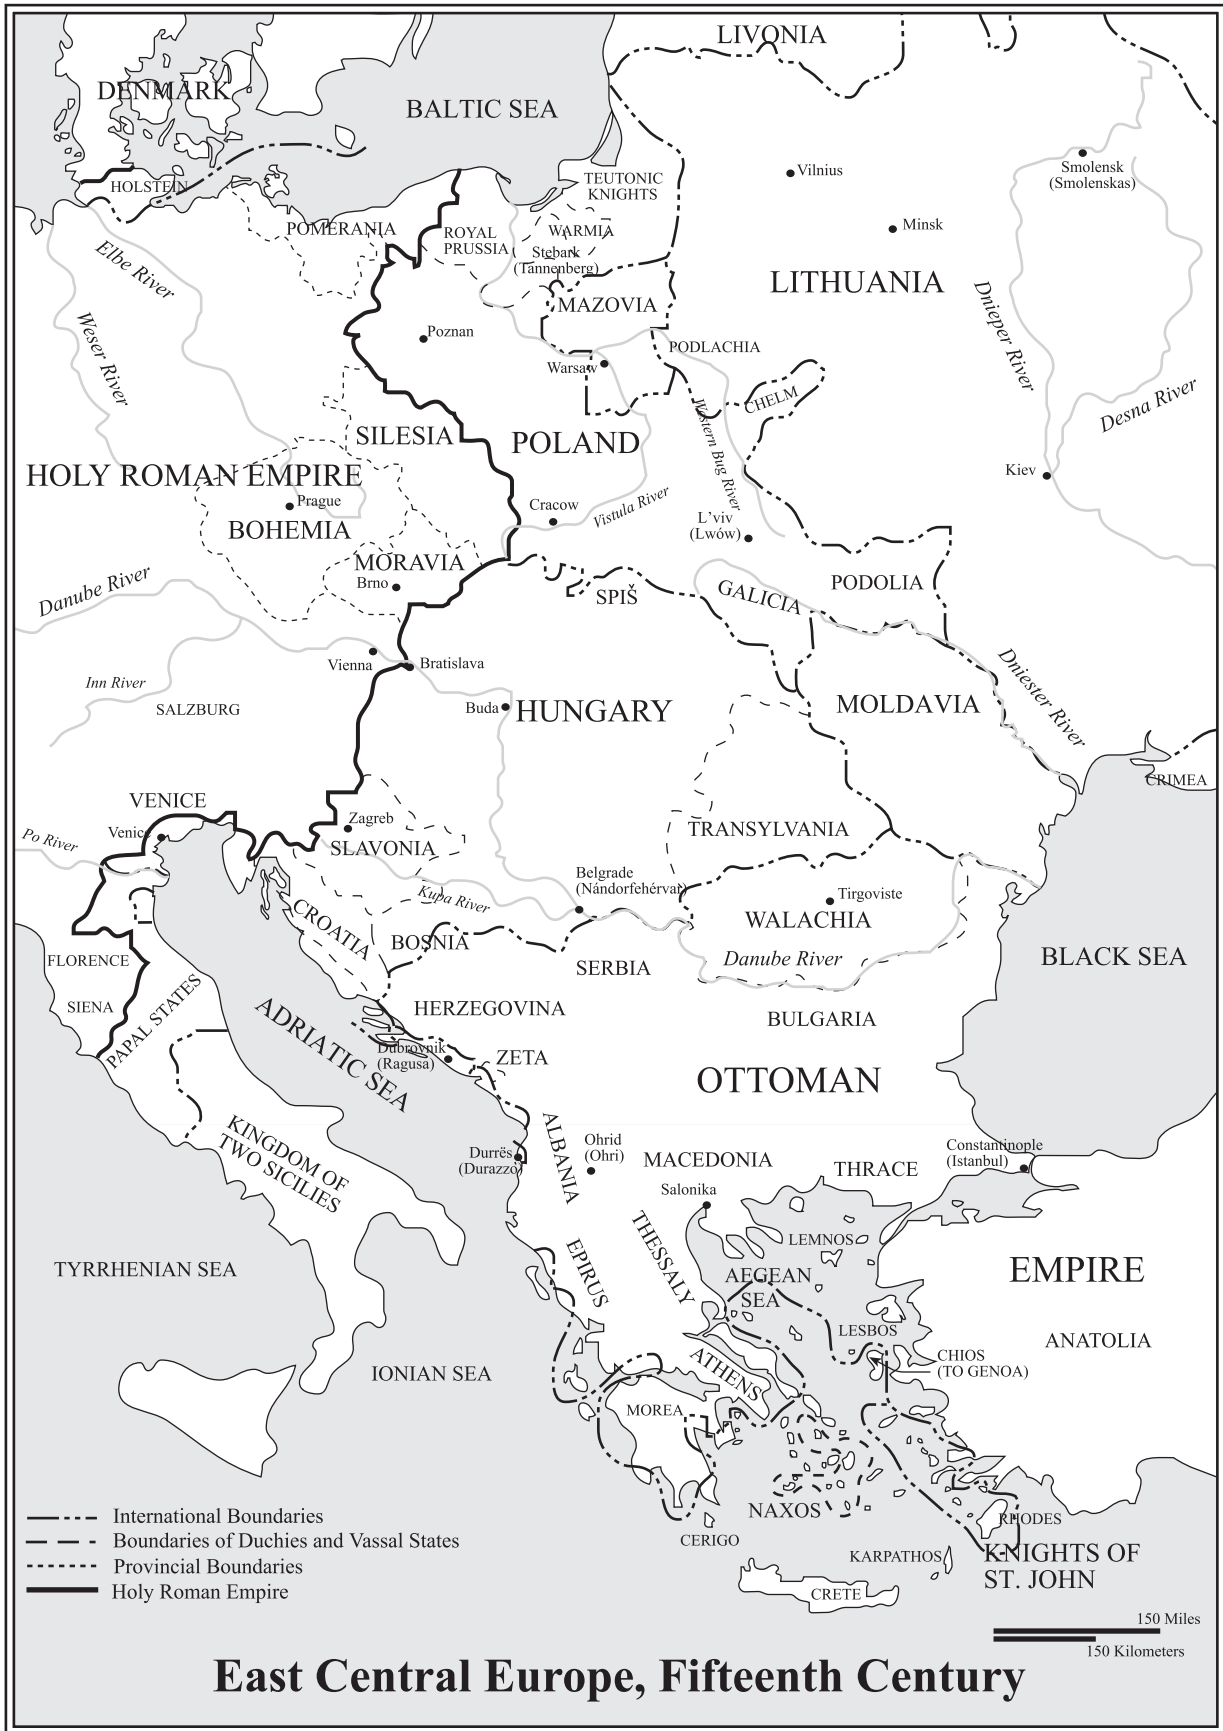 LIVONIA
DENMARK
BALTIC SEA
Smolensk
(Smolenskas)
Vilnius
TEUTONIC
KNIGHTS
HOLSTEIN
Minsk
POMERANIA
ROYAL
PRUSSIA
WARMIA
Stebark
(Tannenberg)
Elbe River
LITHUANIA
MAZOVIA
Dnieper River
Weser River
Poznan
PODLACHIA
Warsaw
CHELM
Desna River
Western Bug River
SILESIA
POLAND
HOLY ROMAN EMPIRE
Kiev
Prague
Cracow
Vistula River
BOHEMIA
L'viv
(Lwów)
MORAVIA
Brno
Danube River
SPIŠ
GALICIA
PODOLIA
Vienna
Bratislava
Dniester River
Inn River
SALZBURG
Buda
HUNGARY
MOLDAVIA
CRIMEA
VENICE
Zagreb
Venice
TRANSYLVANIA
Po River
SLAVONIA
Belgrade
(Nándorfehérvár)
Kupa River
Tirgoviste
CROATIA
WALACHIA
BOSNIA
FLORENCE
SERBIA
Danube River
BLACK SEA
SIENA
PAPAL STATES
HERZEGOVINA
BULGARIA
ADRIATIC SEA
Dubrovnik
(Ragusa)
ZETA
OTTOMAN
KINGDOM OF
TWO SICILIES
ALBANIA
Durrës
(Durazzo)
Ohrid
(Ohri)
MACEDONIA
THRACE
Constantinople
(Istanbul)
Salonika
THESSALY
LEMNOS
EPIRUS
TYRRHENIAN SEA
AEGEAN
SEA
EMPIRE
LESBOS
ANATOLIA
IONIAN SEA
ATHENS
CHIOS
(TO GENOA)
MOREA
NAXOS
RHODES
CERIGO
KARPATHOS
KNIGHTS OF
ST. JOHN
CRETE
International Boundaries
Boundaries of Duchies and Vassal States
Provincial Boundaries
Holy Roman Empire
150 Miles
150 Kilometers
East Central Europe, Fifteenth Century